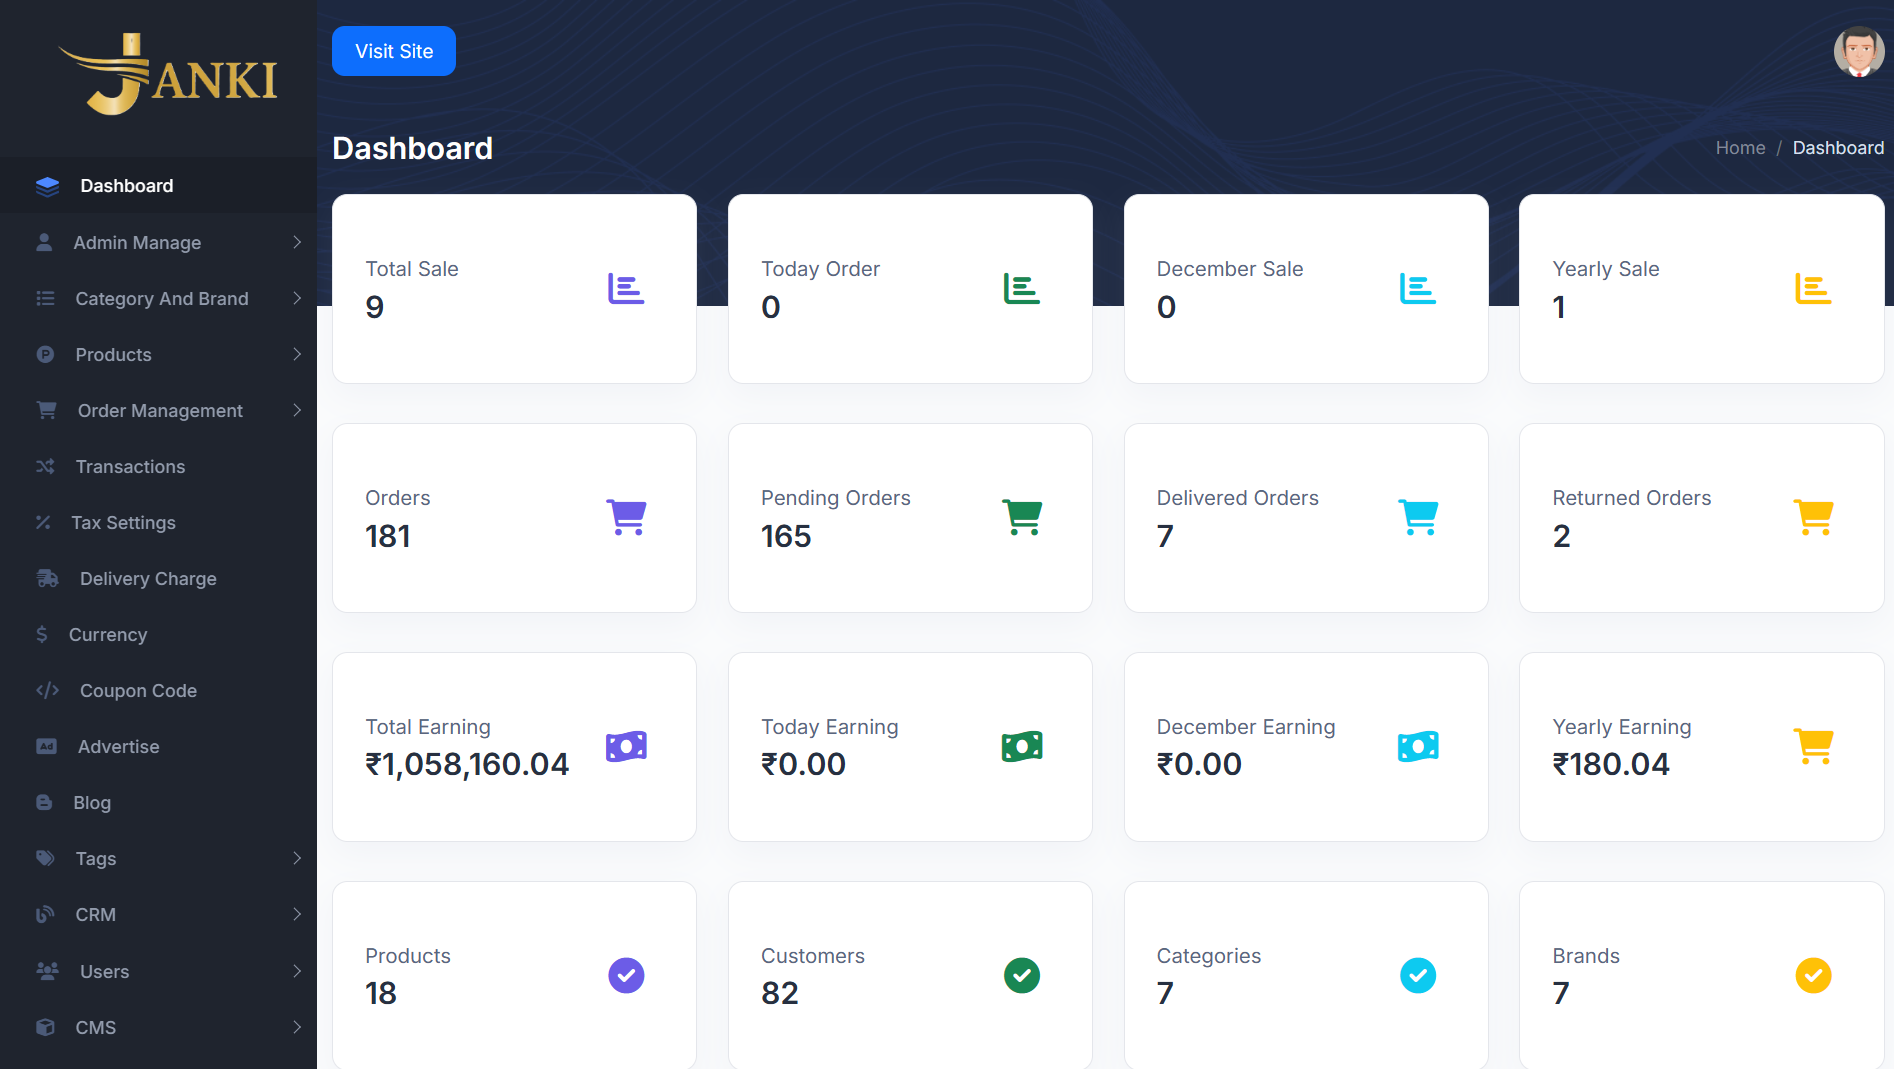 JANKI
Visit Site
Dashboard
Home / Dashboard
Dashboard
Admin Manage
Category And Brand
Products
Order Management
Transactions
Tax Settings
Delivery Charge
Currency
Coupon Code
Advertise
Blog
Tags
CRM
Users
CMS
Total Sale
9
Today Order
0
December Sale
0
Yearly Sale
1
Orders
181
Pending Orders
165
Delivered Orders
7
Returned Orders
2
Total Earning
₹1,058,160.04
Today Earning
₹0.00
December Earning
₹0.00
Yearly Earning
₹180.04
Products
18
Customers
82
Categories
7
Brands
7